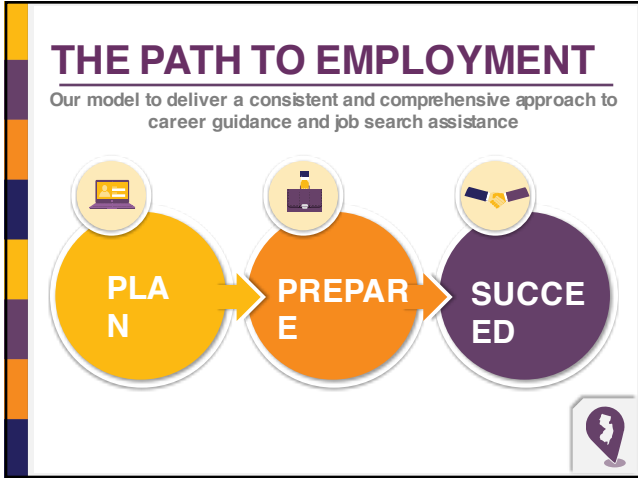 THE PATH TO EMPLOYMENT
Our model to deliver a consistent and comprehensive approach to
career guidance and job search assistance
PLA
N
PREPAR
E
SUCCE
ED